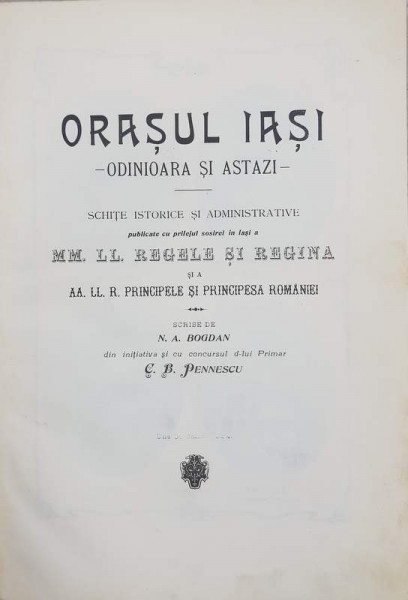 ORAȘUL IAȘI
—ODINIOARA ȘI ASTAZI—
SCHIȚE ISTORICE ȘI ADMINISTRATIVE
publicate cu prilejul sosirei în Iași a
MM. LL. REGELE ȘI REGINA
ȘI A
AA. LL. R. PRINCIPELE ȘI PRINCIPESA ROMANIEI
SCRISE DE
N. A. BOGDAN
din inițiativa și cu concursul d-lui Primar
C. B. PENNESCU